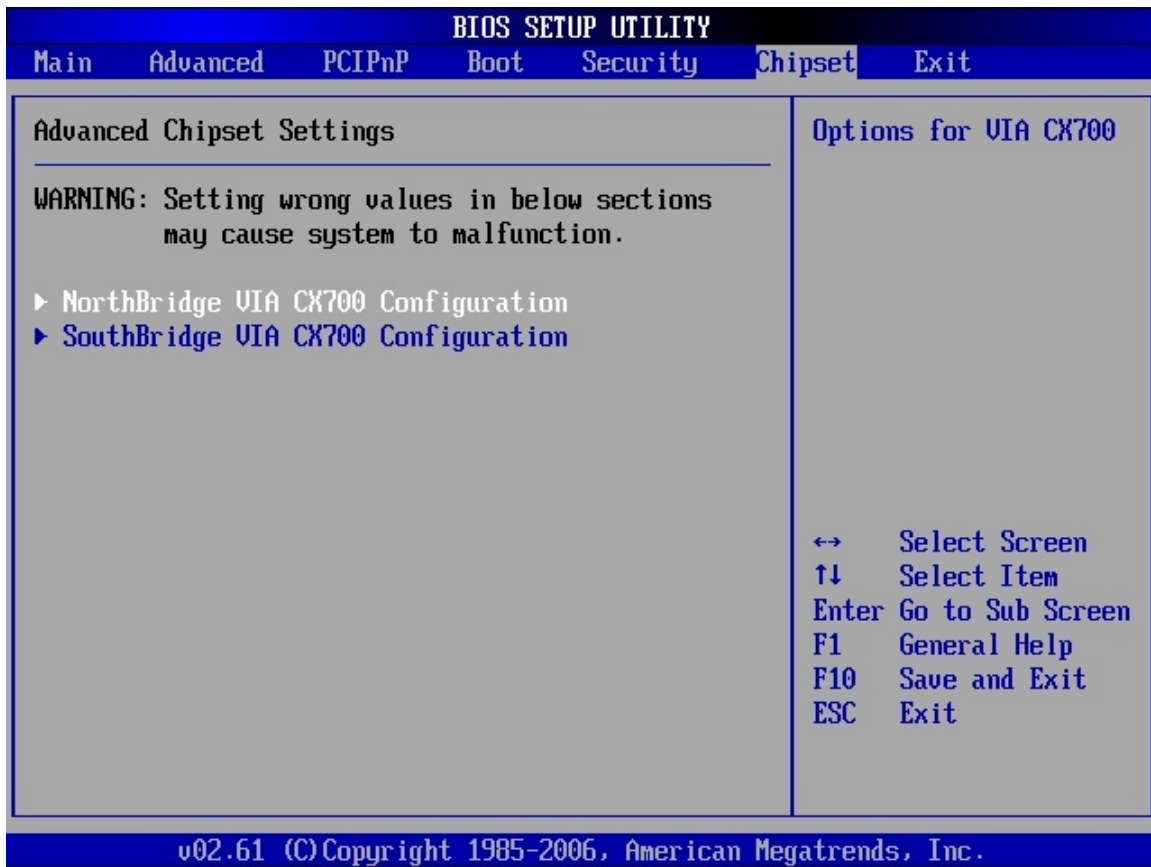 BIOS SETUP UTILITY
Main Advanced PCIPnP Boot Security Chipset Exit
Advanced Chipset Settings
WARNING: Setting wrong values in below sections
may cause system to malfunction.
▶ NorthBridge VIA CX700 Configuration
▶ SouthBridge VIA CX700 Configuration
Options for VIA CX700
←→ Select Screen
↑↓ Select Item
Enter Go to Sub Screen
F1 General Help
F10 Save and Exit
ESC Exit
v02.61 (C)Copyright 1985-2006, American Megatrends, Inc.